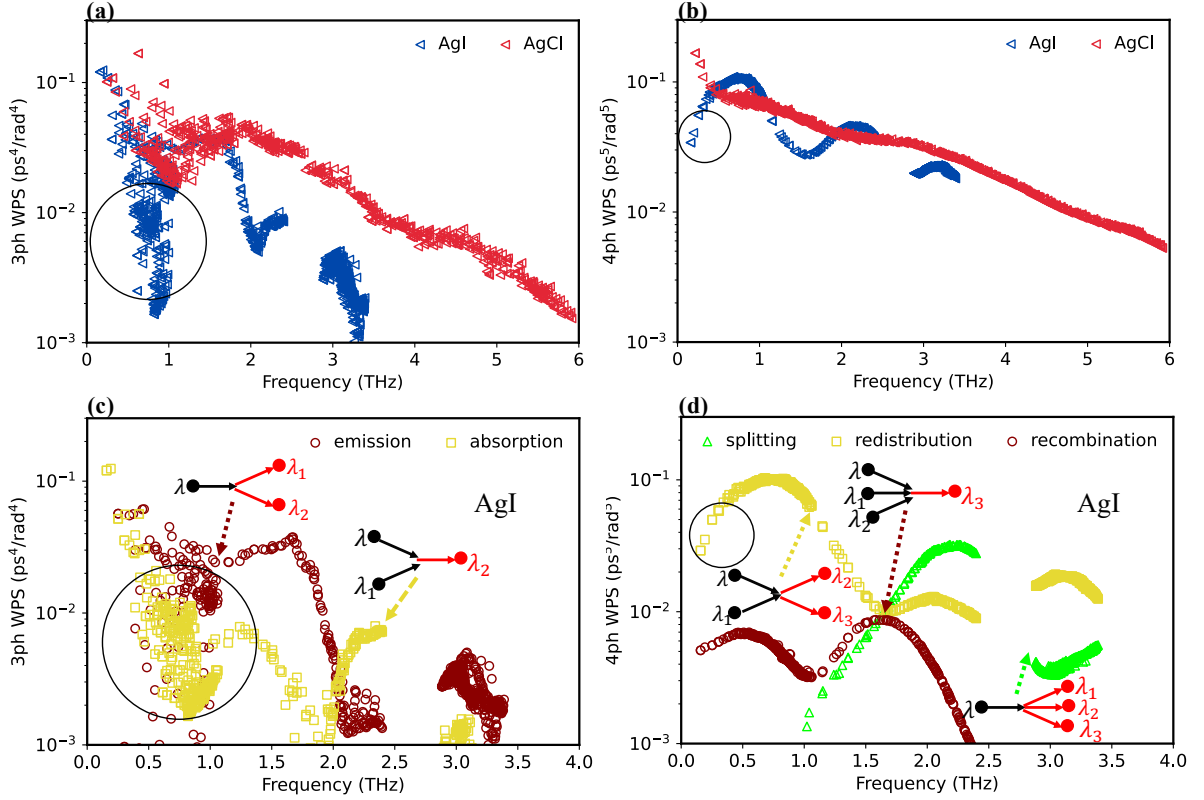 (a)
AgI AgCl
3ph WPS (ps⁴/rad⁴)
10⁻¹
10⁻²
10⁻³
0 1 2 3 4 5 6
Frequency (THz)
(b)
AgI AgCl
4ph WPS (ps⁵/rad⁵)
10⁻¹
10⁻²
10⁻³
0 1 2 3 4 5 6
Frequency (THz)
(c)
emission absorption
λ λ₁
λ₂
AgI
λ
λ₁ λ₂
3ph WPS (ps⁴/rad⁴)
10⁻¹
10⁻²
10⁻³
0.0 0.5 1.0 1.5 2.0 2.5 3.0 3.5 4.0
Frequency (THz)
(d)
splitting redistribution recombination
λ
λ₁ λ₃
λ₂
AgI
λ λ₂
λ₁ λ₃
λ λ₁
λ₂
λ₃
4ph WPS (ps⁵/rad⁵)
10⁻¹
10⁻²
10⁻³
0.0 0.5 1.0 1.5 2.0 2.5 3.0 3.5 4.0
Frequency (THz)